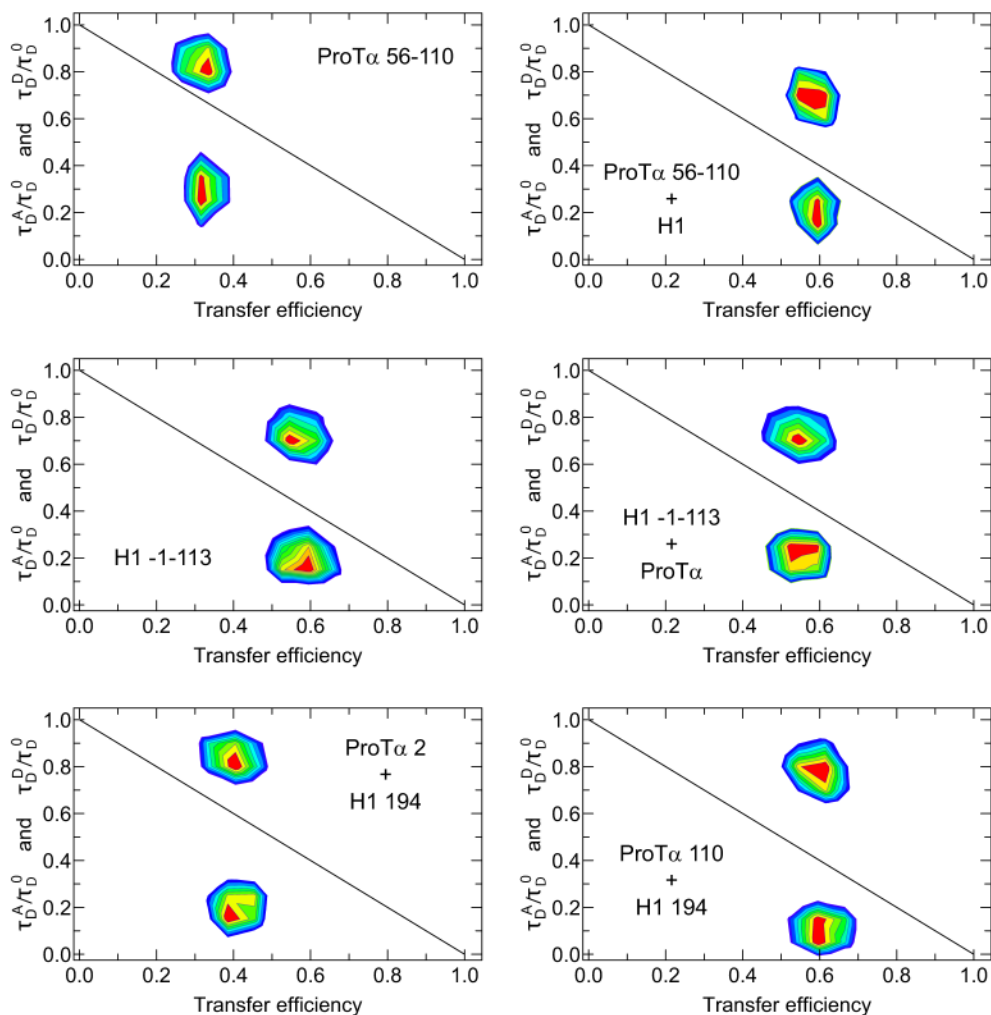 1.0
0.8
0.6
0.4
0.2
0.0
τ_D^A/τ_D^0 and τ_D^D/τ_D^0
ProTα 56-110
0.0 0.2 0.4 0.6 0.8 1.0
Transfer efficiency
1.0
0.8
0.6
0.4
0.2
0.0
τ_D^A/τ_D^0 and τ_D^D/τ_D^0
ProTα 56-110
+
H1
0.0 0.2 0.4 0.6 0.8 1.0
Transfer efficiency
1.0
0.8
0.6
0.4
0.2
0.0
τ_D^A/τ_D^0 and τ_D^D/τ_D^0
H1 -1-113
0.0 0.2 0.4 0.6 0.8 1.0
Transfer efficiency
1.0
0.8
0.6
0.4
0.2
0.0
τ_D^A/τ_D^0 and τ_D^D/τ_D^0
H1 -1-113
+
ProTα
0.0 0.2 0.4 0.6 0.8 1.0
Transfer efficiency
1.0
0.8
0.6
0.4
0.2
0.0
τ_D^A/τ_D^0 and τ_D^D/τ_D^0
ProTα 2
+
H1 194
0.0 0.2 0.4 0.6 0.8 1.0
Transfer efficiency
1.0
0.8
0.6
0.4
0.2
0.0
τ_D^A/τ_D^0 and τ_D^D/τ_D^0
ProTα 110
+
H1 194
0.0 0.2 0.4 0.6 0.8 1.0
Transfer efficiency